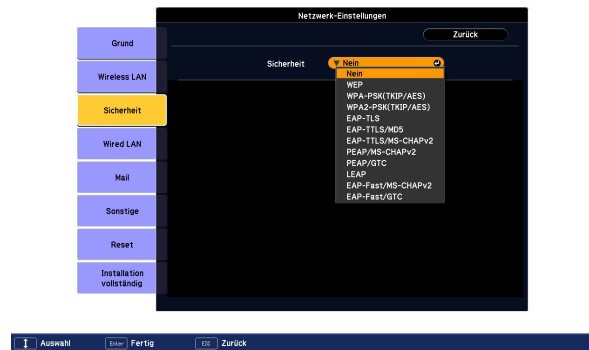 Netzwerk-Einstellungen
Zurück
Grund
Wireless LAN
Sicherheit
Wired LAN
Mail
Sonstige
Reset
Installation
vollständig
Sicherheit
Nein
Nein
WEP
WPA-PSK(TKIP/AES)
WPA2-PSK(TKIP/AES)
EAP-TLS
EAP-TTLS/MD5
EAP-TTLS/MS-CHAPv2
PEAP/MS-CHAPv2
PEAP/GTC
LEAP
EAP-Fast/MS-CHAPv2
EAP-Fast/GTC
Auswahl Enter Fertig ESC Zurück